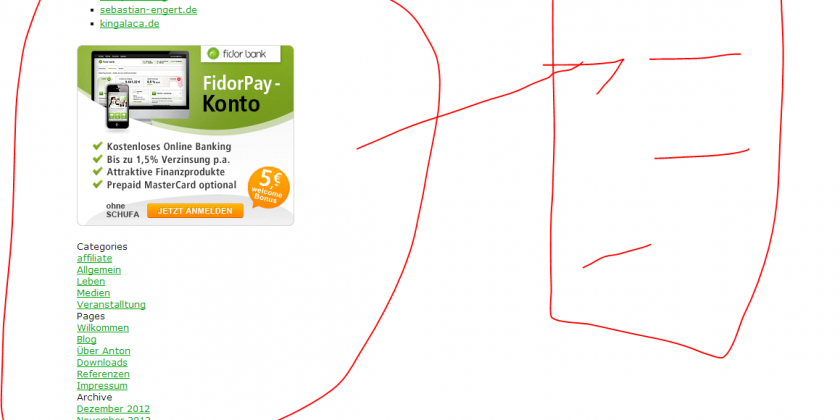 sebastian-engert.de
kingalaca.de
fidor bank
FidorPay-
Konto
Kostenloses Online Banking
Bis zu 1,5% Verzinsung p.a.
Attraktive Finanzprodukte
Prepaid MasterCard optional
5,-€
welcome
Bonus
ohne
SCHUFA
JETZT ANMELDEN
Categories
affiliate
Allgemein
Leben
Medien
Veranstalltung
Pages
Wilkommen
Blog
Über Anton
Downloads
Referenzen
Impressum
Archive
Dezember 2012